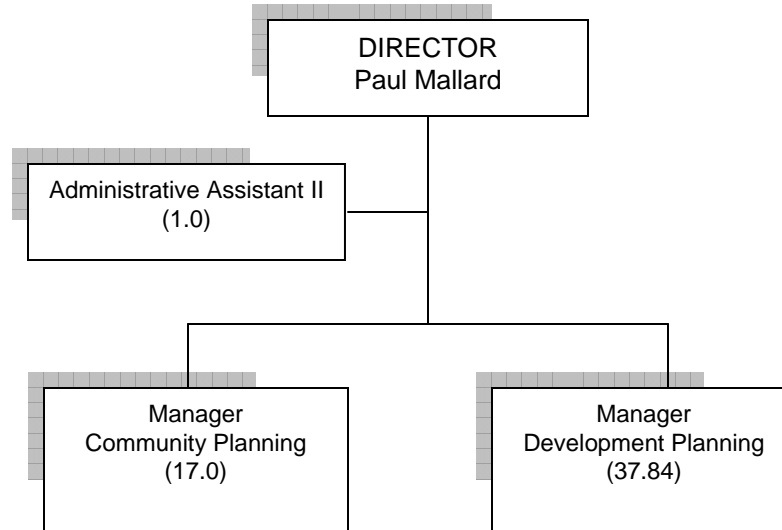 DIRECTOR
Paul Mallard
Administrative Assistant II
(1.0)
Manager
Community Planning
(17.0)
Manager
Development Planning
(37.84)